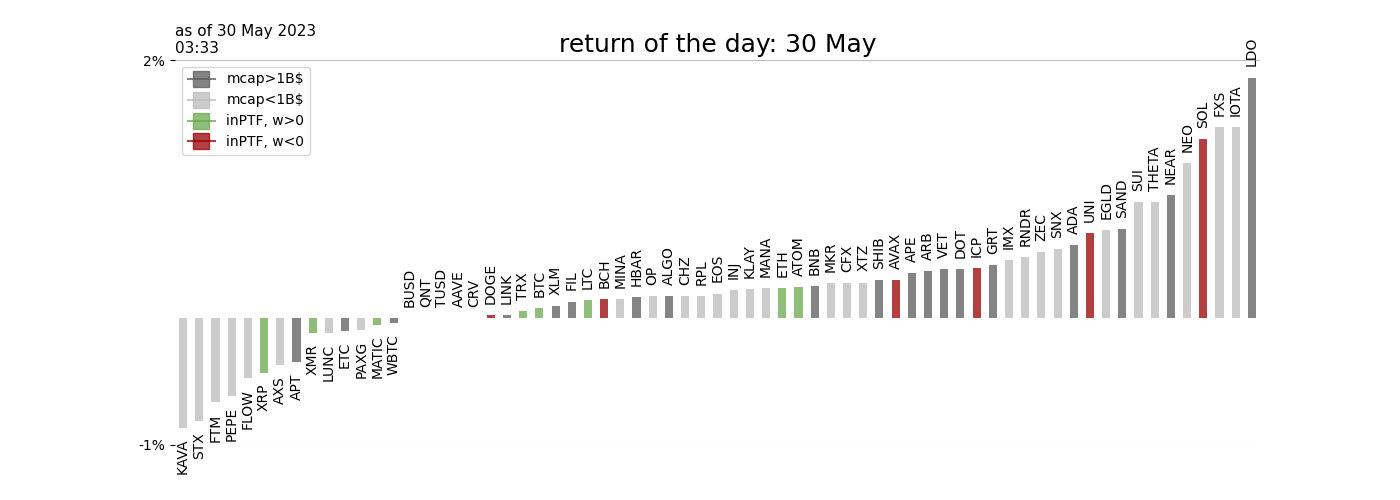 as of 30 May 2023
03:33
return of the day: 30 May
2%
mcap>1B$
mcap<1B$
inPTF, w>0
inPTF, w<0
-1%
KAVA
STX
FTM
PEPE
FLOW
XRP
AXS
APT
XMR
LUNC
ETC
PAXG
MATIC
WBTC
BUSD
QNT
TUSD
AAVE
CRV
DOGE
LINK
TRX
BTC
XLM
FIL
LTC
BCH
MINA
HBAR
OP
ALGO
CHZ
RPL
EOS
INJ
KLAY
MANA
ETH
ATOM
BNB
MKR
CFX
XTZ
SHIB
AVAX
APE
ARB
VET
DOT
ICP
GRT
IMX
RNDR
ZEC
SNX
ADA
UNI
EGLD
SAND
SUI
THETA
NEAR
NEO
SOL
FXS
IOTA
LDO